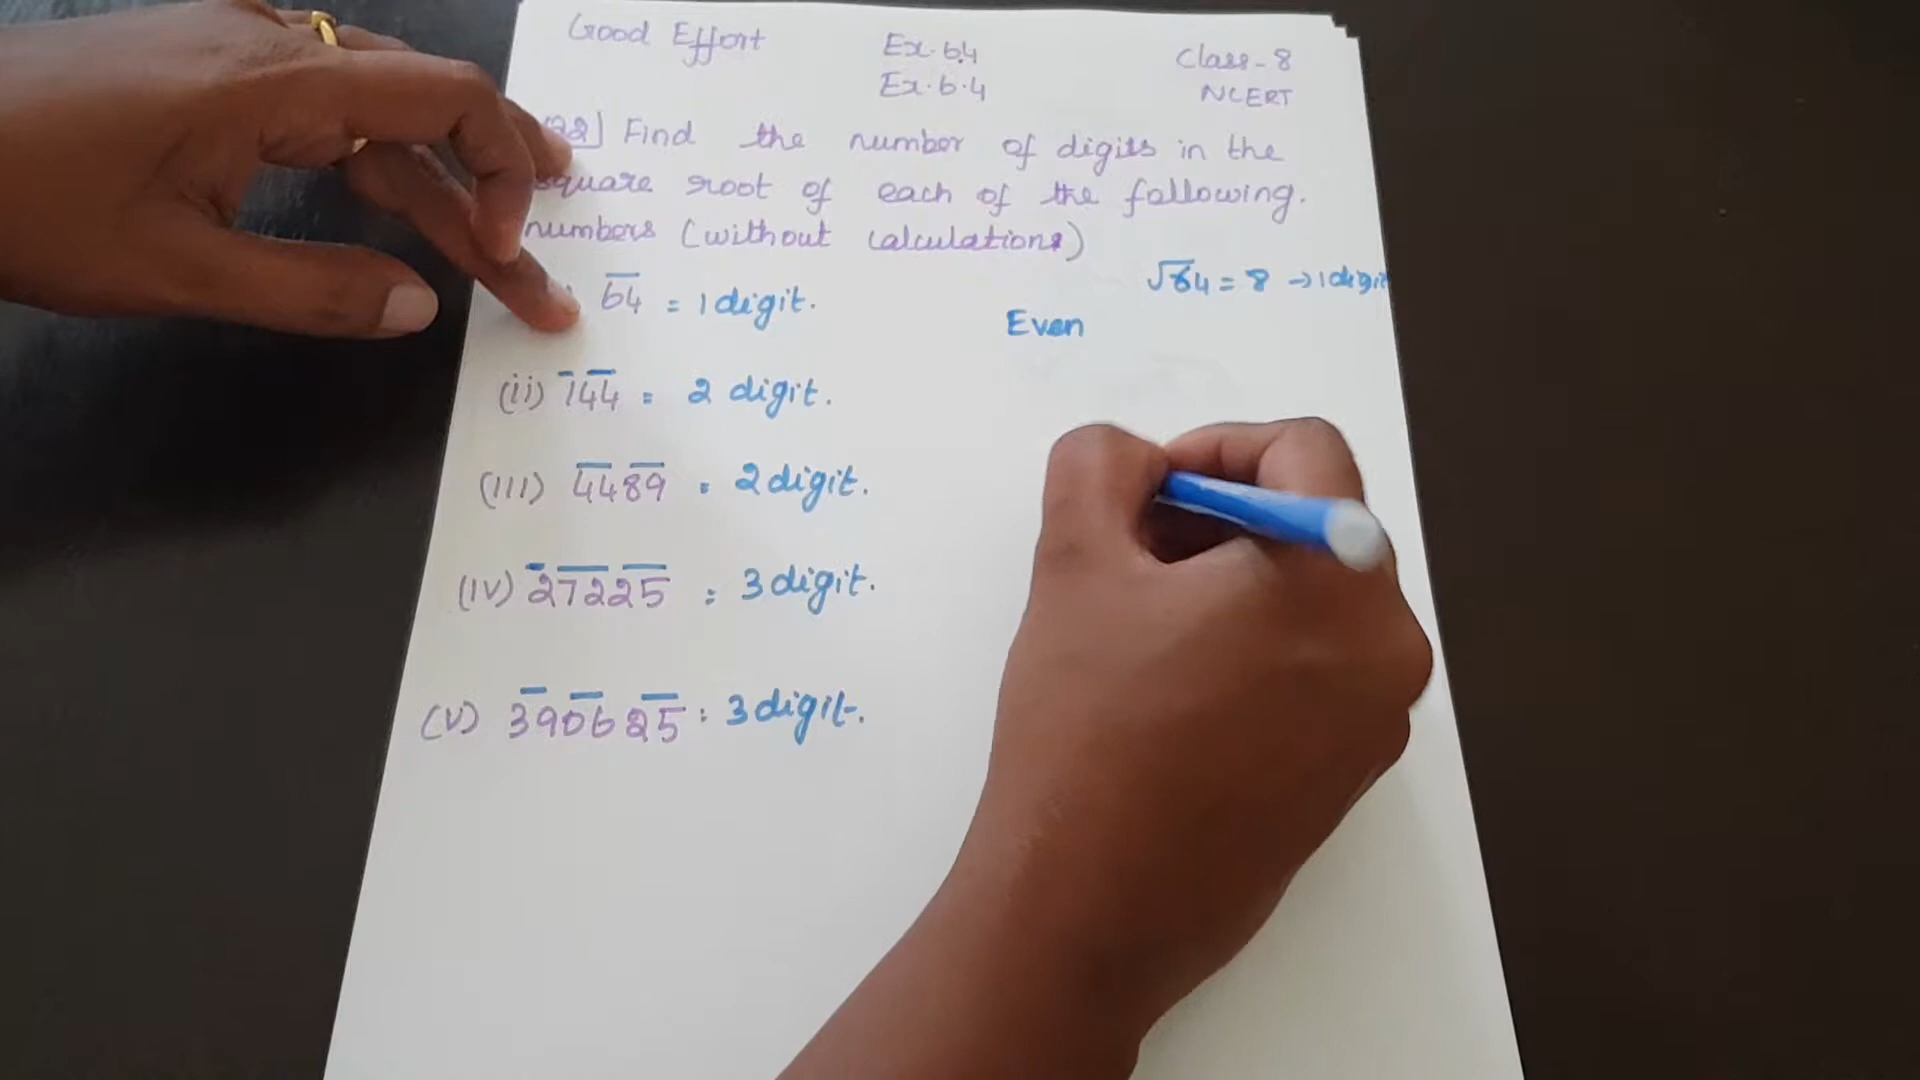 Good Effort
Ex. 6.4
Class - 8
Ex. 6.4
NCERT
Q2] Find the number of digits in the
square root of each of the following.
numbers (without calculations)
√64 = 8 → 1 digit
64 = 1 digit.
Even
(ii) 144 = 2 digit.
(iii) 4489 = 2 digit.
(iv) 27225 = 3 digit.
(v) 390625 = 3 digit.